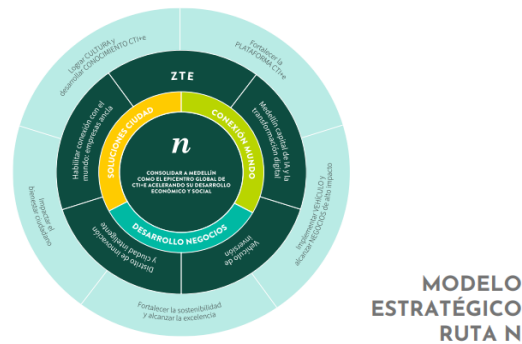 Lograr CULTURA y
desarrollar CONOCIMIENTO CTI+e
Fortalecer la
PLATAFORMA CTI+e
ZTE
Habilitar conexión con el
mundo: empresas ancla
Medellín capital de IA y la
transformación digital
SOLUCIONES CIUDAD
CONEXIÓN MUNDO
n
CONSOLIDAR A MEDELLÍN
COMO EL EPICENTRO GLOBAL DE
CTI+E ACELERANDO SU DESARROLLO
ECONÓMICO Y SOCIAL
DESARROLLO NEGOCIOS
Distrito de innovación
y ciudad inteligente
Vehículo de
inversión
Impactar el
bienestar ciudadano
Implementar VEHÍCULO y
alcanzar NEGOCIOS de alto impacto
Fortalecer la sostenibilidad
y alcanzar la excelencia
MODELO
ESTRATÉGICO
RUTA N